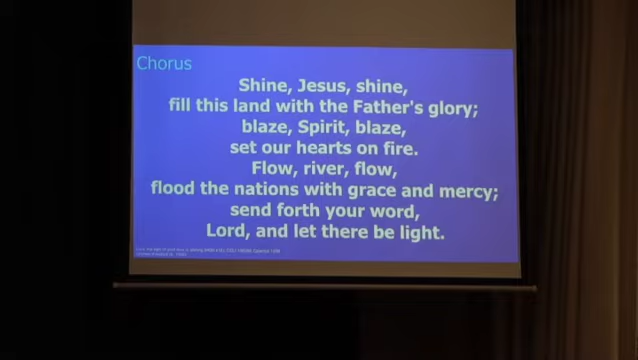 Chorus
Shine, Jesus, shine,
fill this land with the Father's glory;
blaze, Spirit, blaze,
set our hearts on fire.
Flow, river, flow,
flood the nations with grace and mercy;
send forth your word,
Lord, and let there be light.